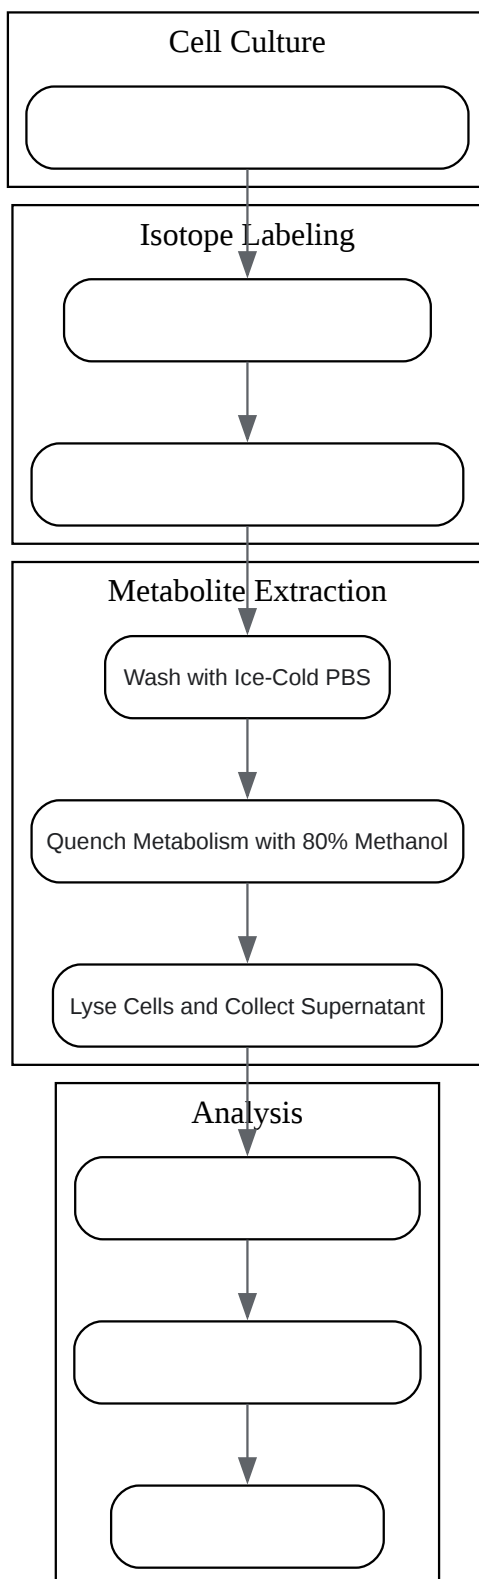 Cell Culture
Isotope Labeling
Metabolite Extraction
Wash with Ice-Cold PBS
Quench Metabolism with 80% Methanol
Lyse Cells and Collect Supernatant
Analysis